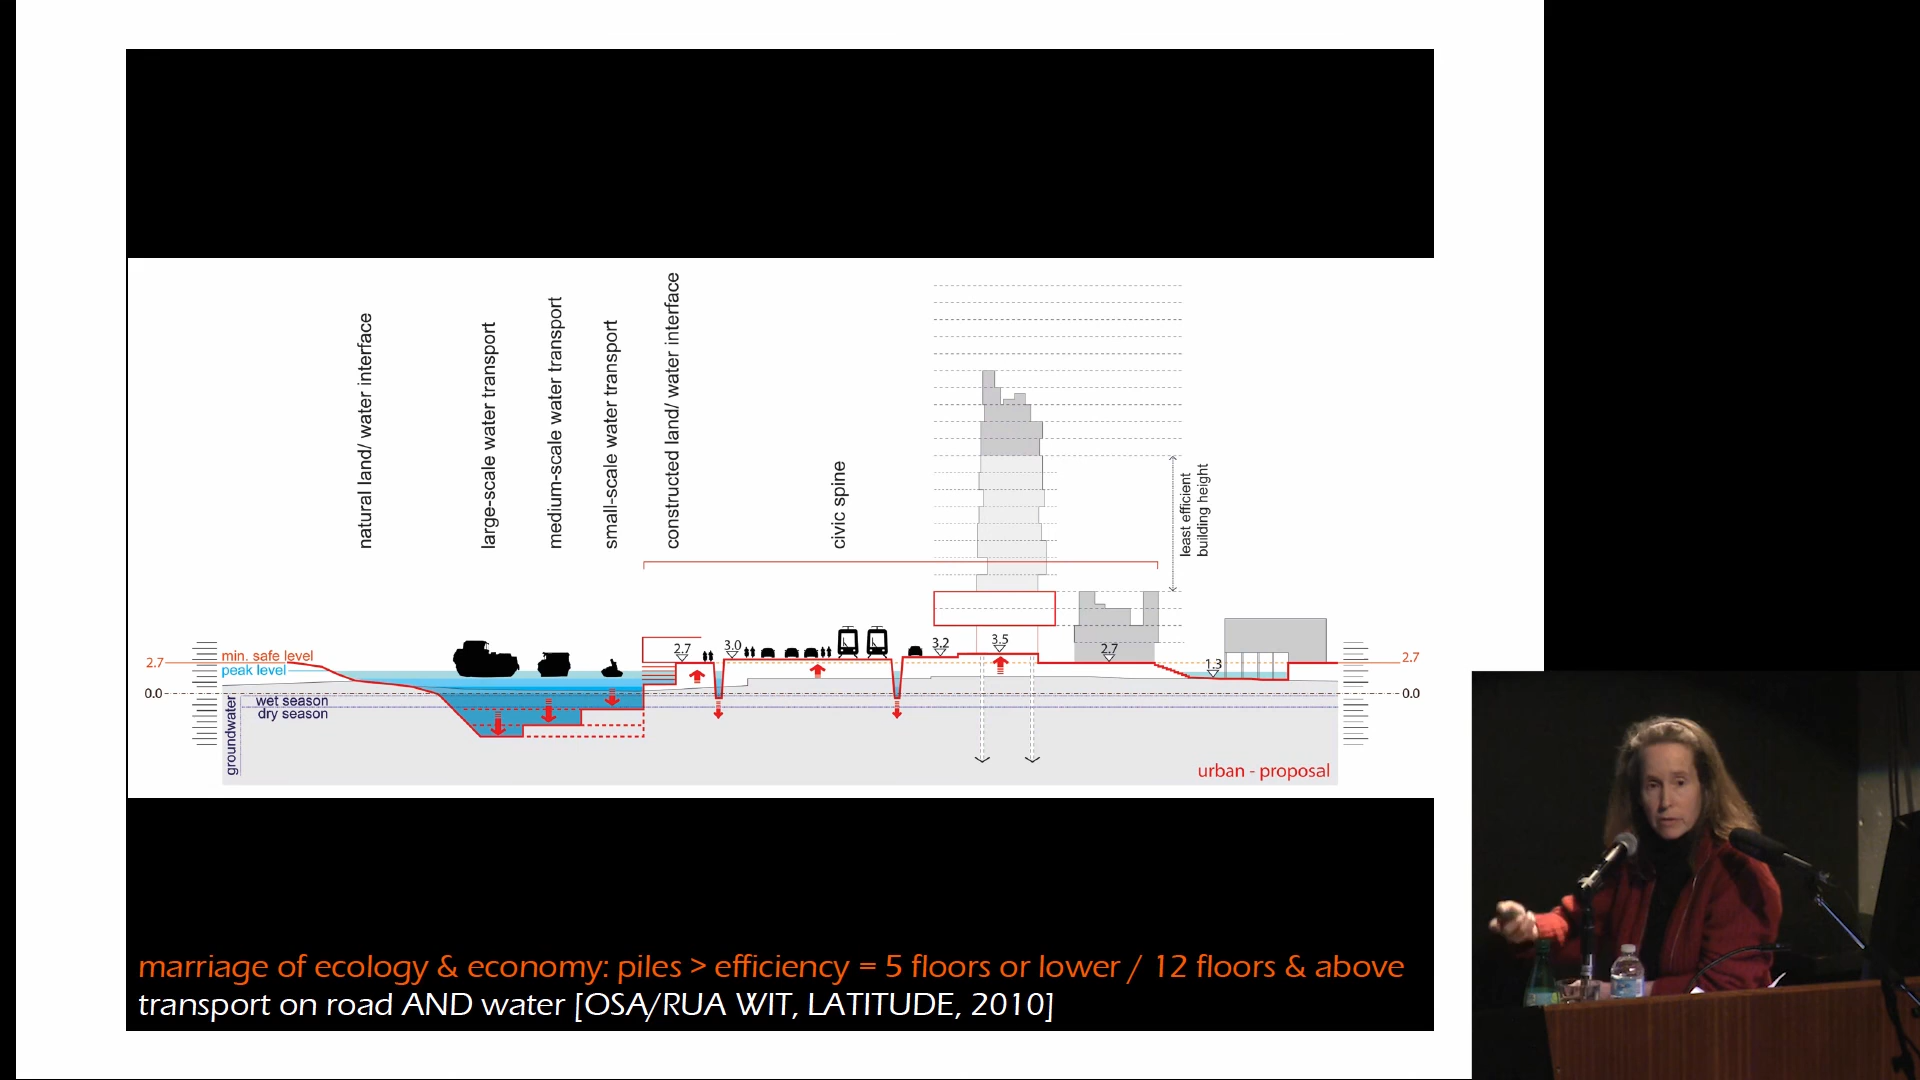 natural land/ water interface
large-scale water transport
medium-scale water transport
small-scale water transport
constructed land/ water interface
civic spine
least efficient
building height
2.7
min. safe level
peak level
0.0
wet season
dry season
groundwater
2.7
3.0
3.2
3.5
2.7
1.3
2.7
0.0
urban - proposal
marriage of ecology & economy: piles > efficiency = 5 floors or lower / 12 floors & above
transport on road AND water [OSA/RUA WIT, LATITUDE, 2010]